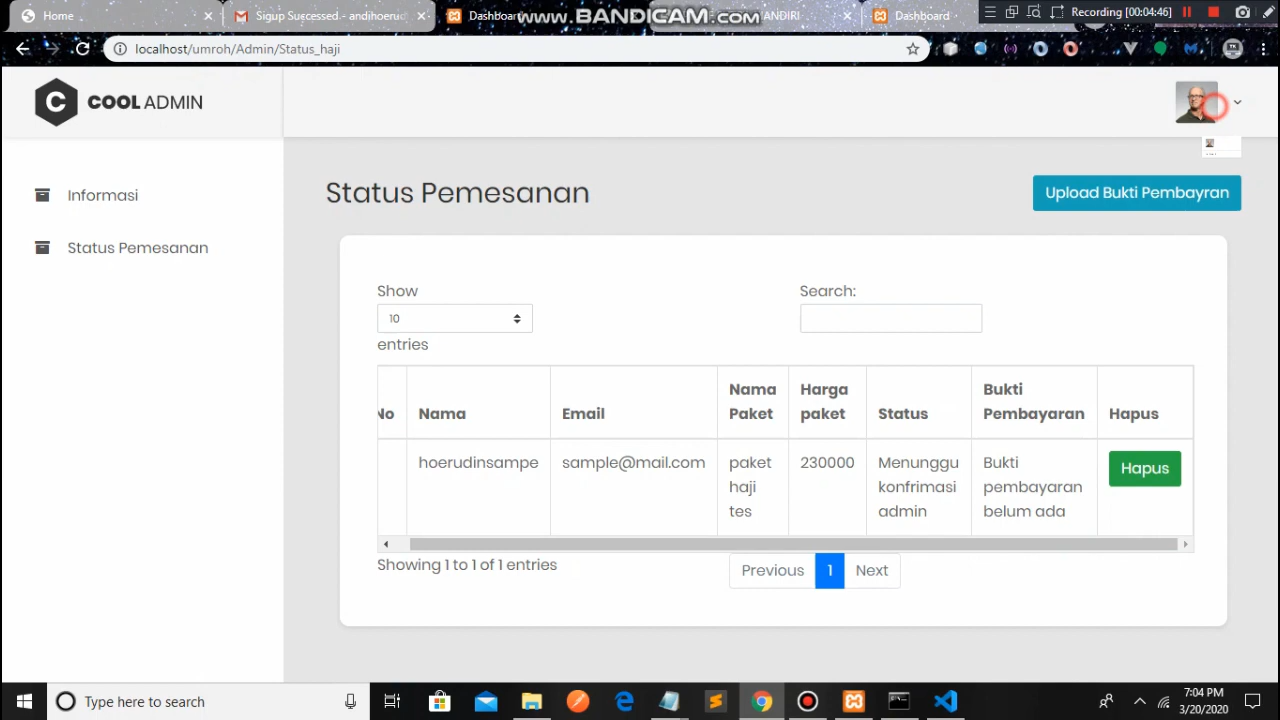 Home
Sigup Successed.- andihoerud
Dashboard
www.BANDICAM.com
ANDIRI
Dashboard
Recording [00:04:46]
localhost/umroh/Admin/Status_haji
C COOL ADMIN
Informasi
Status Pemesanan
Status Pemesanan
Upload Bukti Pembayran
Show
10
entries
Search:
No Nama Email Nama Paket Harga paket Status Bukti Pembayaran Hapus
hoerudinsampe sample@mail.com paket haji tes 230000 Menunggu konfrimasi admin Bukti pembayaran belum ada Hapus
Showing 1 to 1 of 1 entries
Previous 1 Next
Type here to search
7:04 PM
3/20/2020